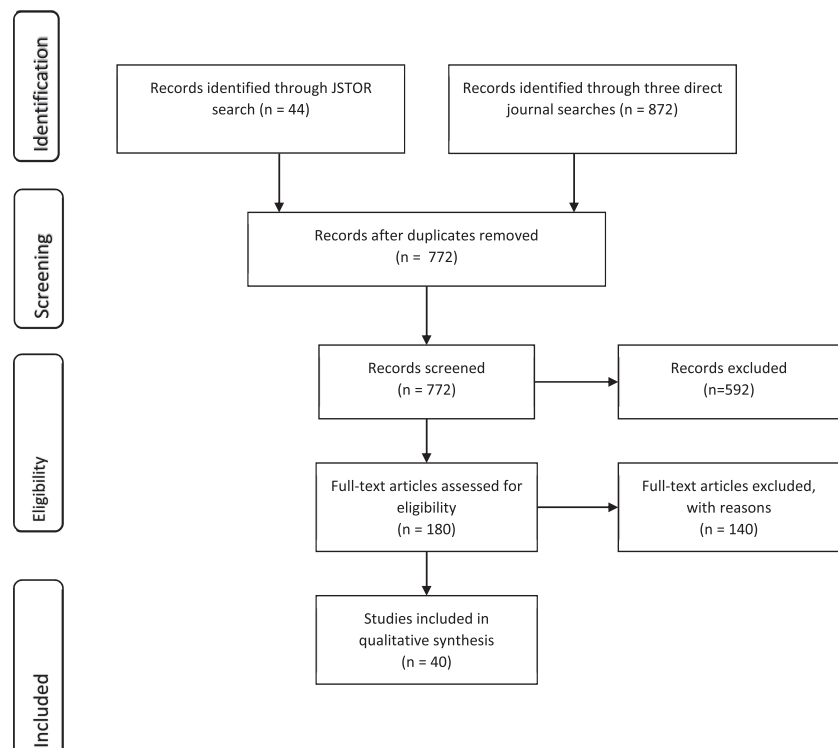 Identification
Records identified through JSTOR
search (n = 44)
Records identified through three direct
journal searches (n = 872)
Screening
Records after duplicates removed
(n = 772)
Eligibility
Records screened
(n = 772)
Records excluded
(n=592)
Full-text articles assessed for
eligibility
(n = 180)
Full-text articles excluded,
with reasons
(n = 140)
Included
Studies included in
qualitative synthesis
(n = 40)